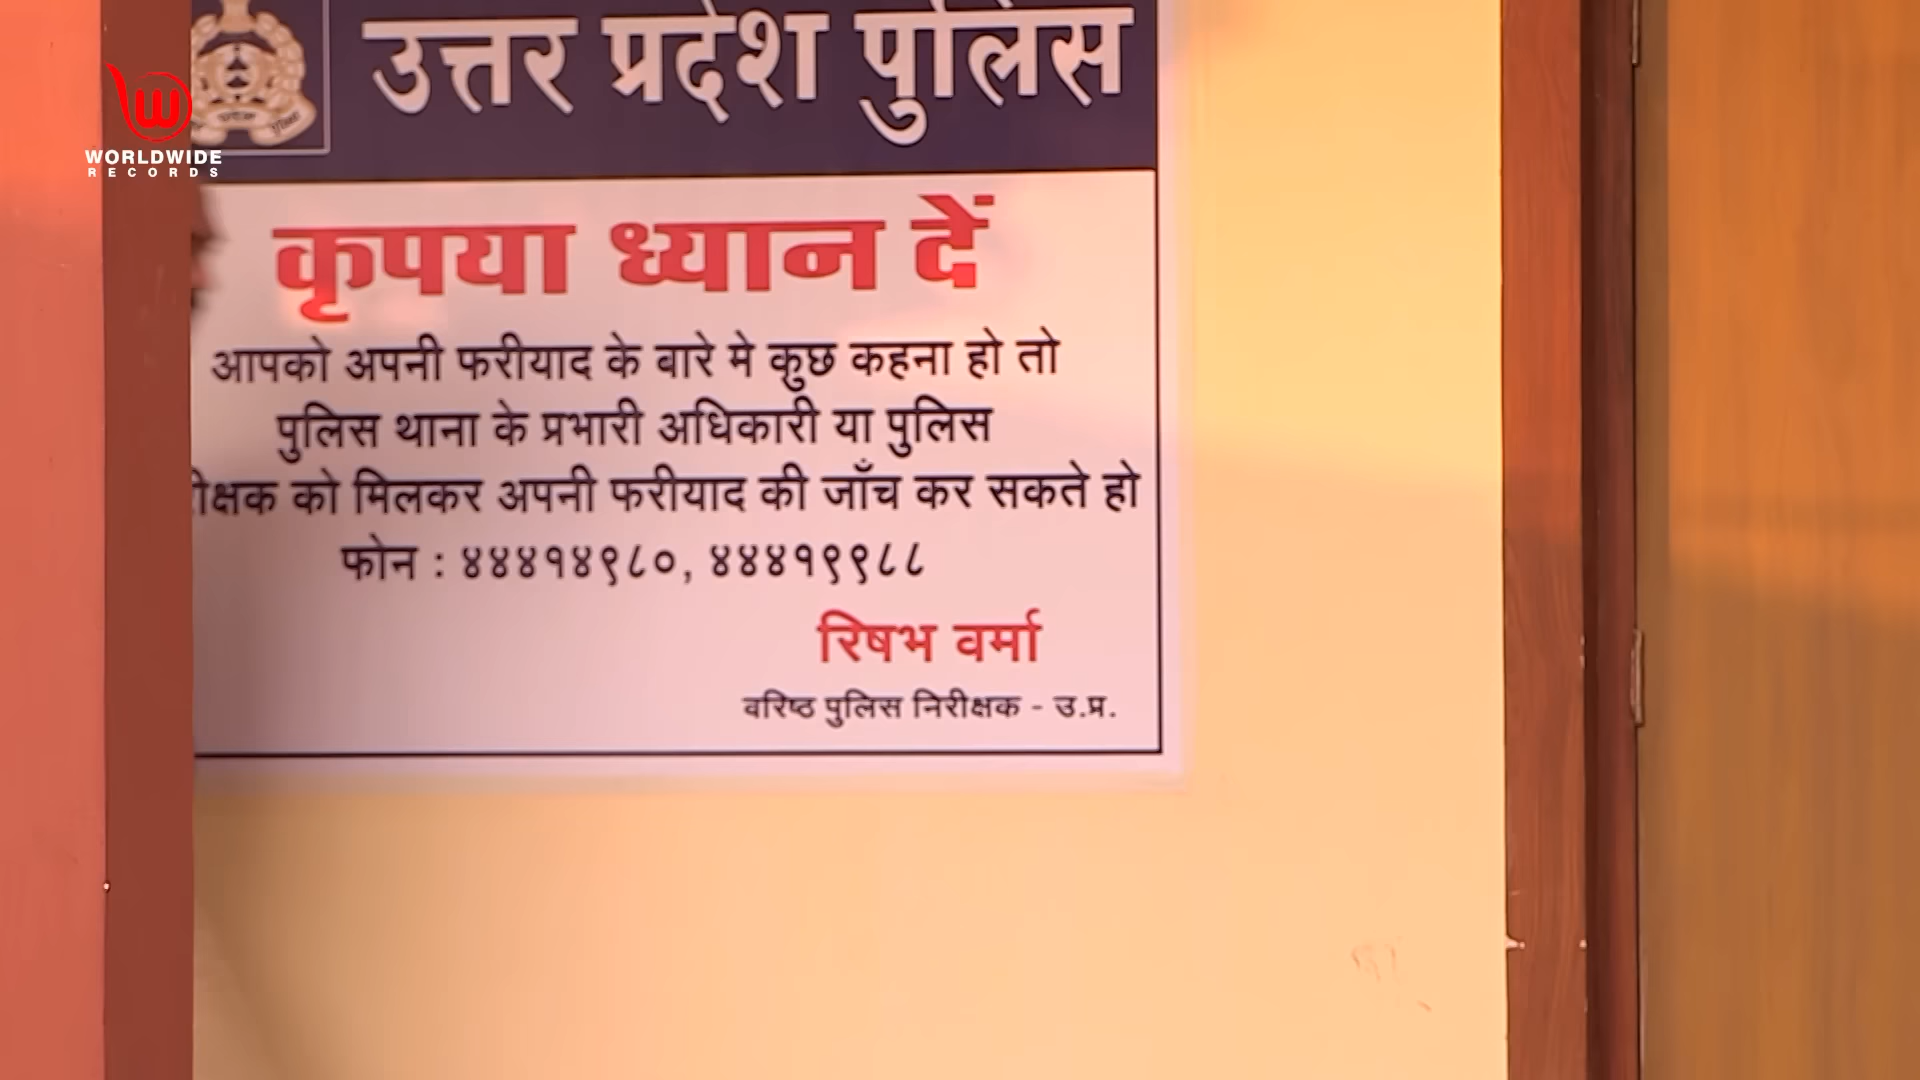 उत्तर प्रदेश पुलिस
WORLDWIDE
RECORDS
कृपया ध्यान दें
आपको अपनी फरीयाद के बारे मे कुछ कहना हो तो
पुलिस थाना के प्रभारी अधिकारी या पुलिस
को मिलकर अपनी फरीयाद की जाँच कर सकते हो
फोन : ४४४१४९८०, ४४४१९९८८
रिषभ वर्मा
वरिष्ठ पुलिस निरीक्षक - उ.प्र.